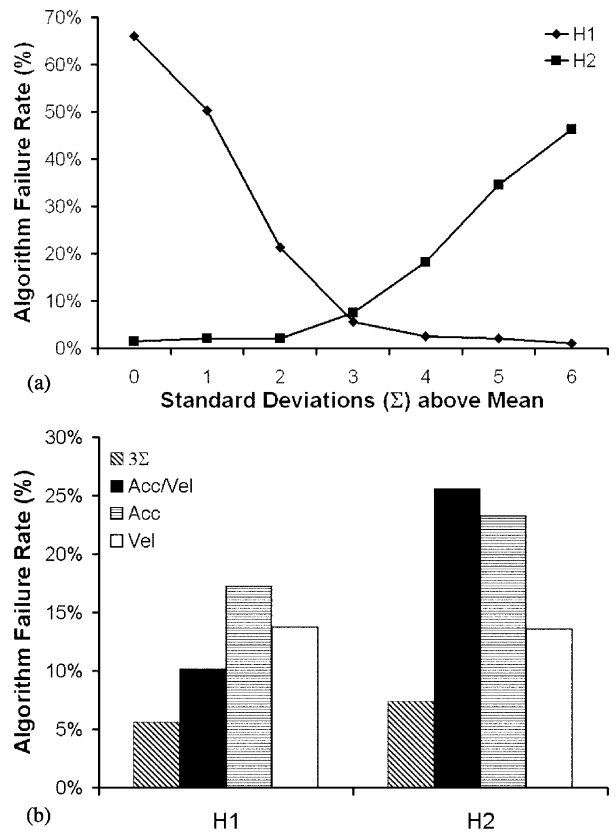 70%
60%
50%
40%
30%
20%
10%
0%
Algorithm Failure Rate (%)
H1
H2
0 1 2 3 4 5 6
Standard Deviations (Σ) above Mean
(a)
30%
25%
20%
15%
10%
5%
0%
Algorithm Failure Rate (%)
3Σ
Acc/Vel
Acc
Vel
H1 H2
(b)